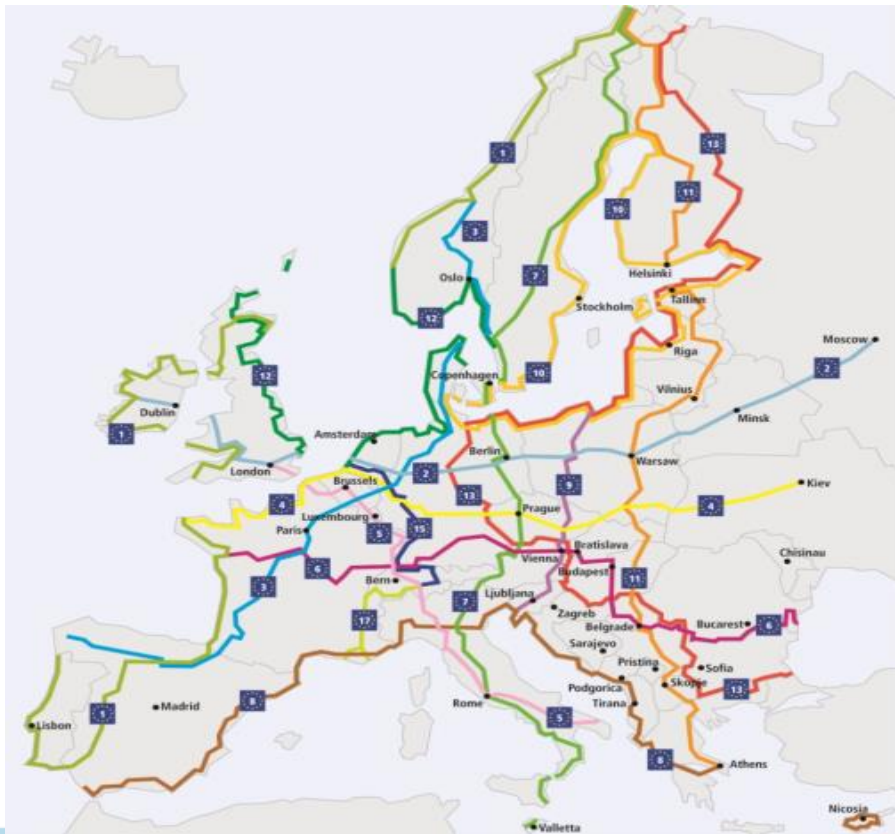 1
13
11
10
3
Oslo
7
Helsinki
12
Stockholm
Tallinn
Moscow
Riga
2
12
Copenhagen
10
Vilnius
Dublin
Minsk
1
Amsterdam
London
Berlin
2
Warsaw
Brussels
9
Kiev
4
13
4
Luxembourg
Prague
Paris
5
15
Vienna
Bratislava
Chisinau
6
Budapest
3
Bern
11
7
Ljubljana
17
Zagreb
Bucarest
6
Belgrade
Sarajevo
Pristina
Sofia
8
Madrid
Podgorica
Skopje
13
1
Rome
Tirana
Lisbon
5
8
Athens
Nicosia
Valletta